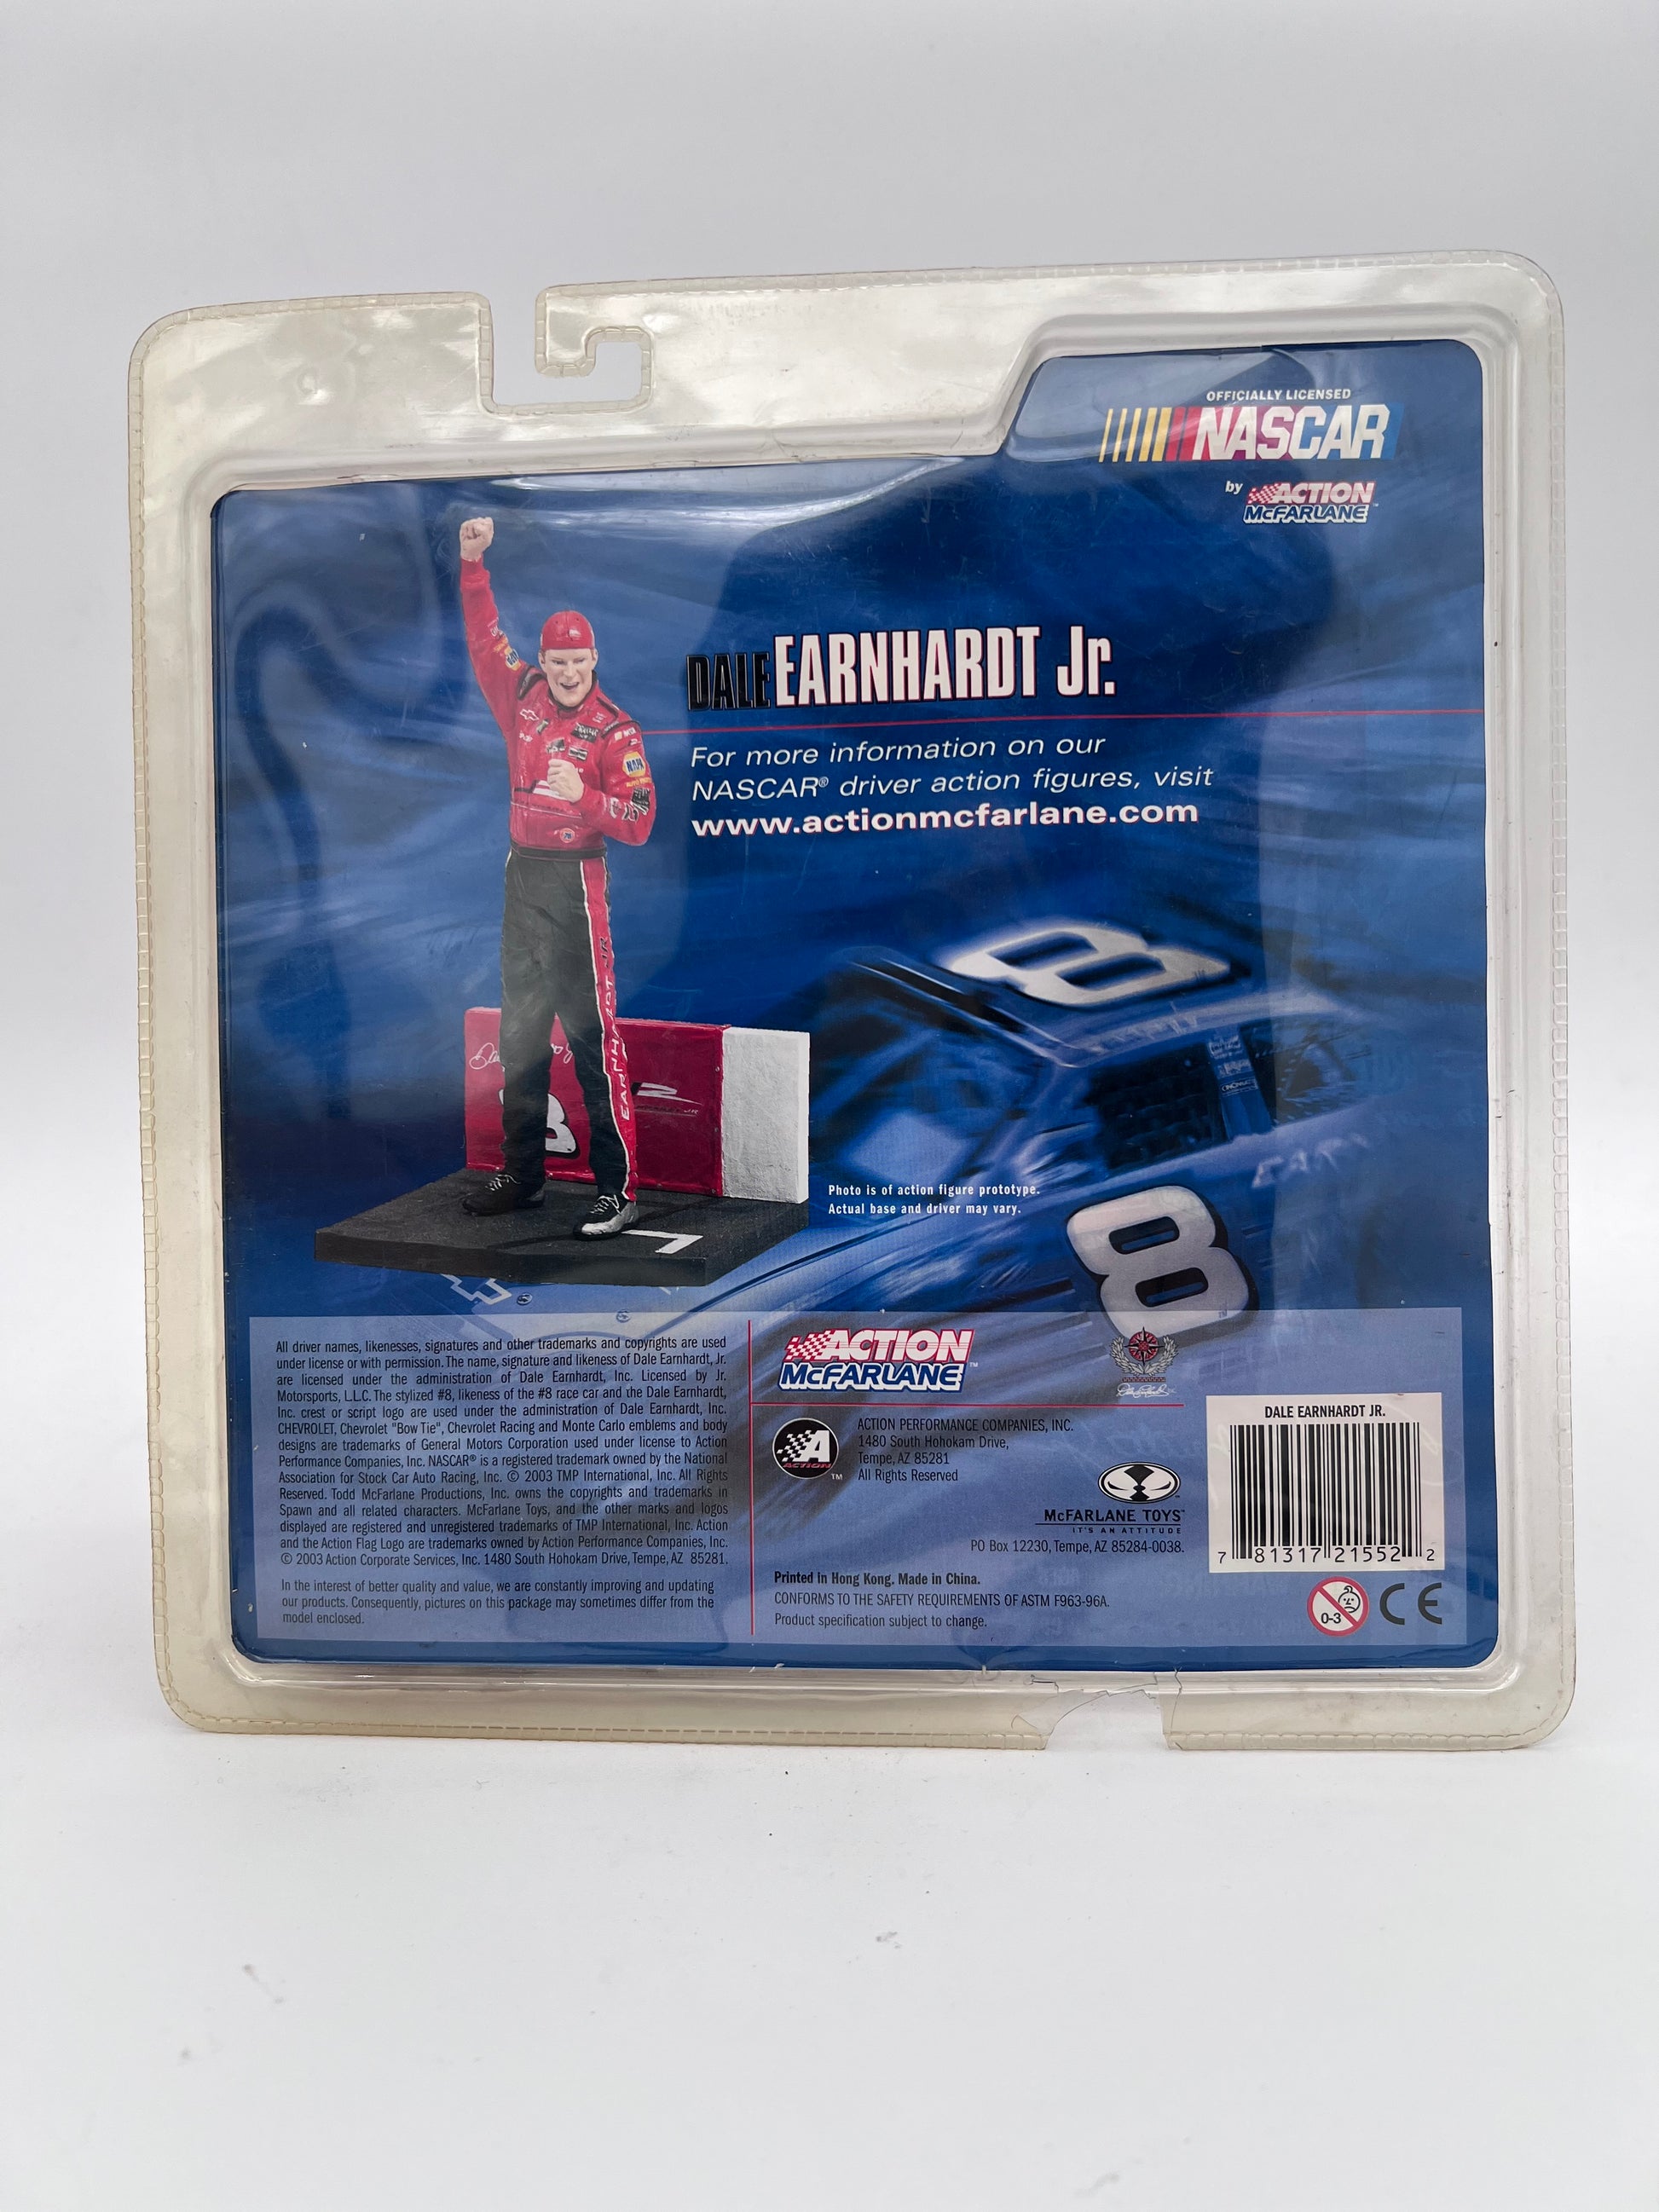 OFFICIALLY LICENSED
NASCAR
by ACTION
McFARLANE™
DALE EARNHARDT Jr.
For more information on our
NASCAR® driver action figures, visit
www.actionmcfarlane.com
8
NAPA
EARNHARDT JR
8
8
Photo is of action figure prototype.
Actual base and driver may vary.
All driver names, likenesses, signatures and other trademarks and copyrights are used
under license or with permission. The name, signature and likeness of Dale Earnhardt, Jr.
are licensed under the administration of Dale Earnhardt, Inc. Licensed by Jr.
Motorsports, L.L.C. The stylized #8, likeness of the #8 race car and the Dale Earnhardt,
Inc. crest or script logo are used under the administration of Dale Earnhardt, Inc.
CHEVROLET, Chevrolet "Bow Tie", Chevrolet Racing and Monte Carlo emblems and body
designs are trademarks of General Motors Corporation used under license to Action
Performance Companies, Inc. NASCAR® is a registered trademark owned by the National
Association for Stock Car Auto Racing, Inc. © 2003 TMP International, Inc. All Rights
Reserved. Todd McFarlane Productions, Inc. owns the copyrights and trademarks in
Spawn and all related characters. McFarlane Toys, and the other marks and logos
displayed are registered and unregistered trademarks of TMP International, Inc. Action
and the Action Flag Logo are trademarks owned by Action Performance Companies, Inc.
© 2003 Action Corporate Services, Inc. 1480 South Hohokam Drive, Tempe, AZ 85281.
In the interest of better quality and value, we are constantly improving and updating
our products. Consequently, pictures on this package may sometimes differ from the
model enclosed.
ACTION
McFARLANE™
A
ACTION
™
ACTION PERFORMANCE COMPANIES, INC.
1480 South Hohokam Drive,
Tempe, AZ 85281
All Rights Reserved
McFARLANE TOYS™
IT'S AN ATTITUDE
PO Box 12230, Tempe, AZ 85284-0038.
Printed in Hong Kong. Made in China.
CONFORMS TO THE SAFETY REQUIREMENTS OF ASTM F963-96A.
Product specification subject to change.
DALE EARNHARDT JR.
7 81317 21552 2
0-3
CE